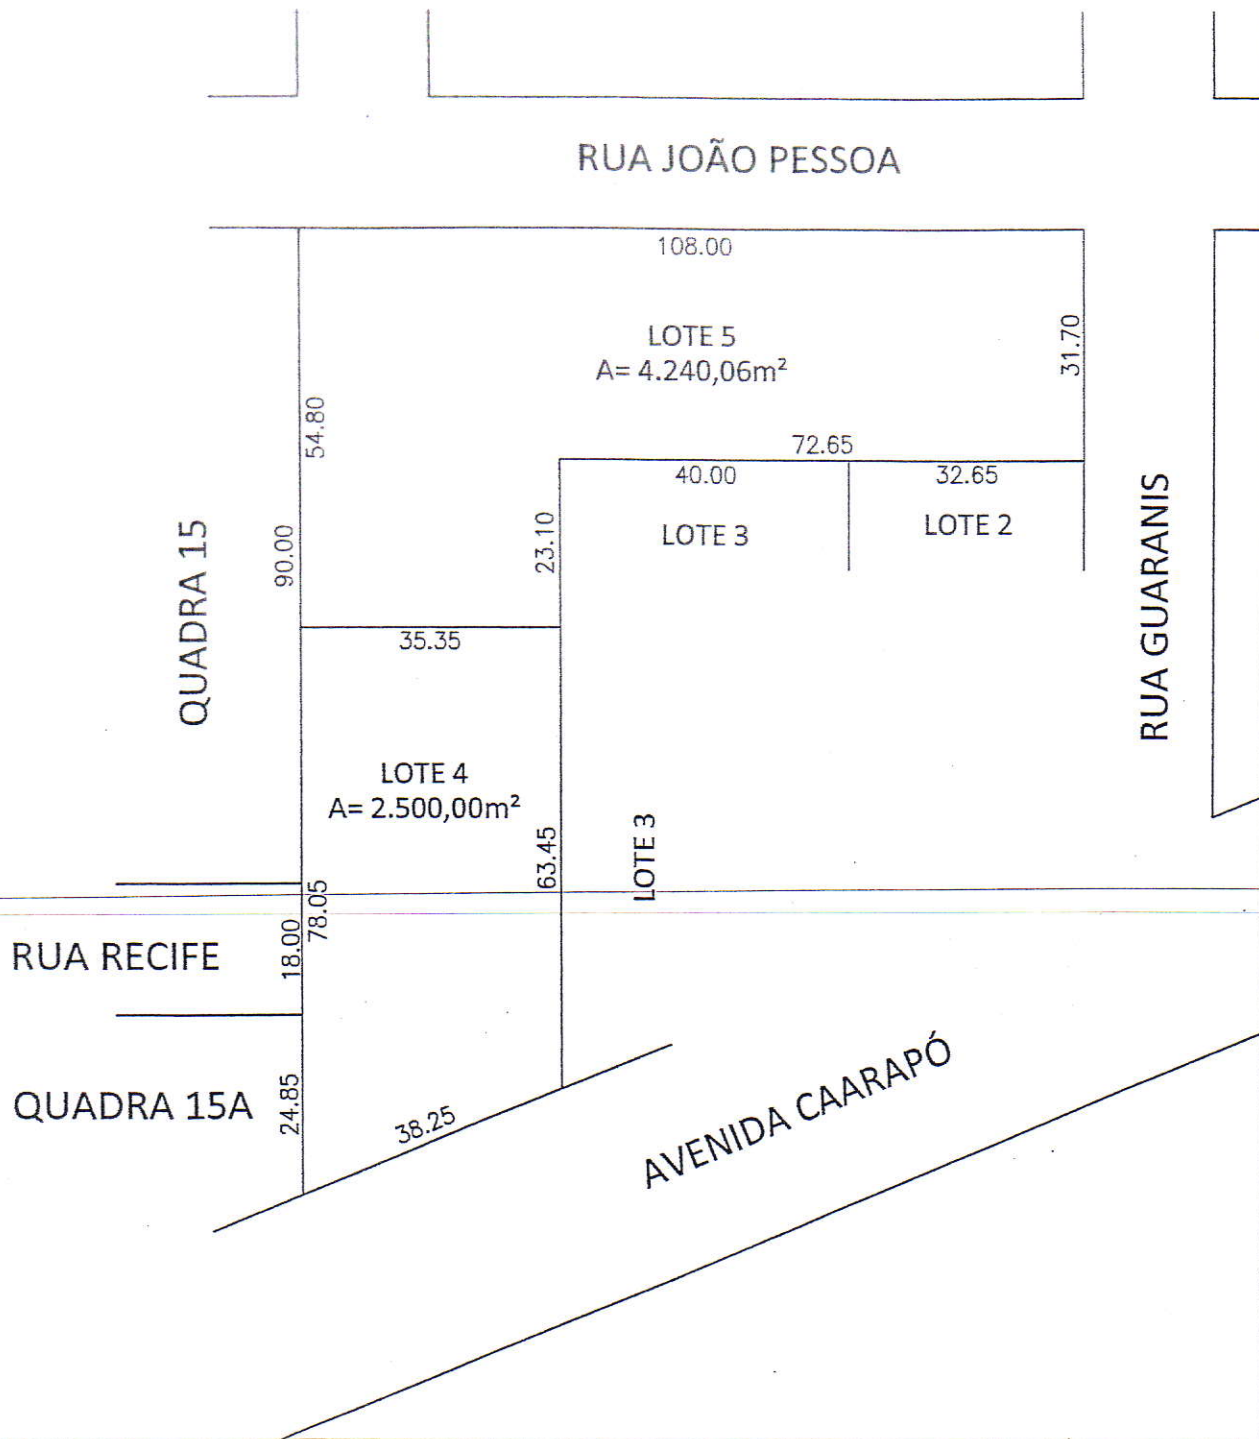 RUA JOÃO PESSOA
108.00
LOTE 5
A= 4.240,06m²
31.70
54.80
72.65
40.00
32.65
LOTE 3
LOTE 2
23.10
90.00
QUADRA 15
RUA GUARANIS
35.35
LOTE 4
A= 2.500,00m²
63.45
LOTE 3
78.05
18.00
RUA RECIFE
24.85
QUADRA 15A
38.25
AVENIDA CAARAPÓ